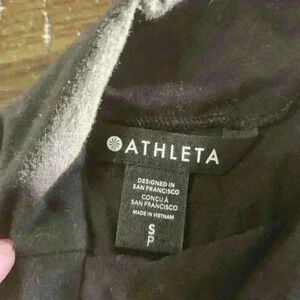 ATHLETA
DESIGNED IN
SAN FRANCISCO
CONÇU À
SAN FRANCISCO
MADE IN VIETNAM
S
P